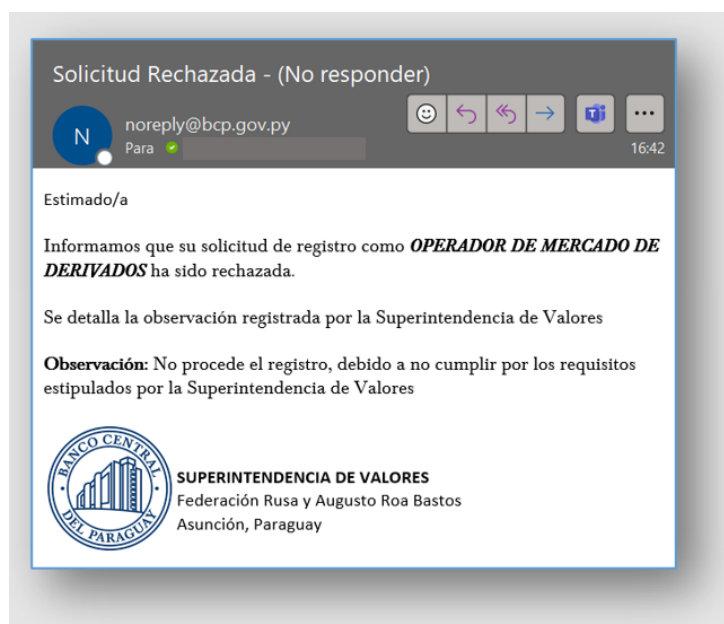 Solicitud Rechazada - (No responder)
N
noreply@bcp.gov.py
Para
16:42
Estimado/a
Informamos que su solicitud de registro como OPERADOR DE MERCADO DE
DERIVADOS ha sido rechazada.
Se detalla la observación registrada por la Superintendencia de Valores
Observación: No procede el registro, debido a no cumplir por los requisitos
estipulados por la Superintendencia de Valores
BANCO CENTRAL
DEL PARAGUAY
SUPERINTENDENCIA DE VALORES
Federación Rusa y Augusto Roa Bastos
Asunción, Paraguay